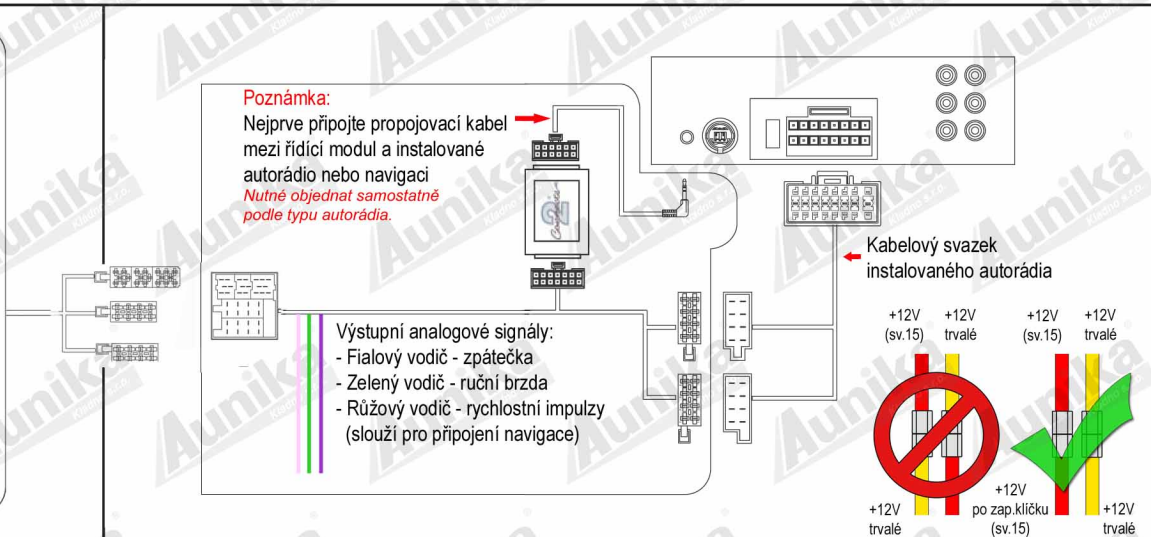 Poznámka:
Nejprve připojte propojovací kabel
mezi řídící modul a instalované
autorádio nebo navigaci
Nutné objednat samostatně
podle typu autorádia.
2
Kabelový svazek
instalovaného autorádia
Výstupní analogové signály:
- Fialový vodič - zpátečka
- Zelený vodič - ruční brzda
- Růžový vodič - rychlostní impulzy
(slouží pro připojení navigace)
+12V
(sv.15)
+12V
trvalé
+12V
(sv.15)
+12V
trvalé
+12V
trvalé
+12V
po zap.klíčku
(sv.15)
+12V
trvalé
Aunika
Kladno s.r.o.